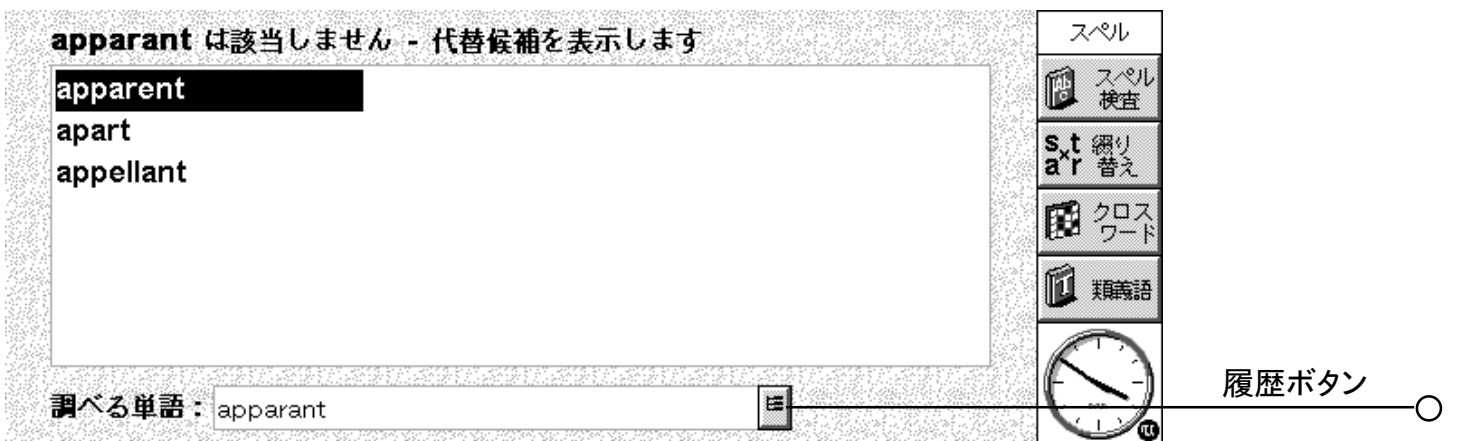 apparant は該当しません - 代替候補を表示します
apparent
apart
appellant
調べる単語：apparant
スペル
スペル
検査
綴り
替え
クロス
ワード
類義語
履歴ボタン